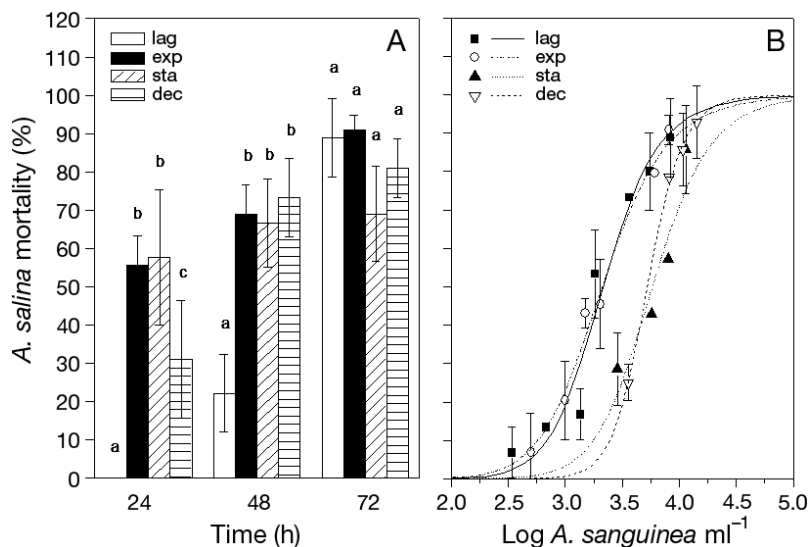 A
lag
exp
sta
dec
120
110
100
90
80
70
60
50
40
30
20
10
0
A. salina mortality (%)
a
b
b
c
a
b
b
b
a
a
a
a
24
48
72
Time (h)
B
lag
exp
sta
dec
2.0
2.5
3.0
3.5
4.0
4.5
5.0
Log A. sanguinea ml⁻¹